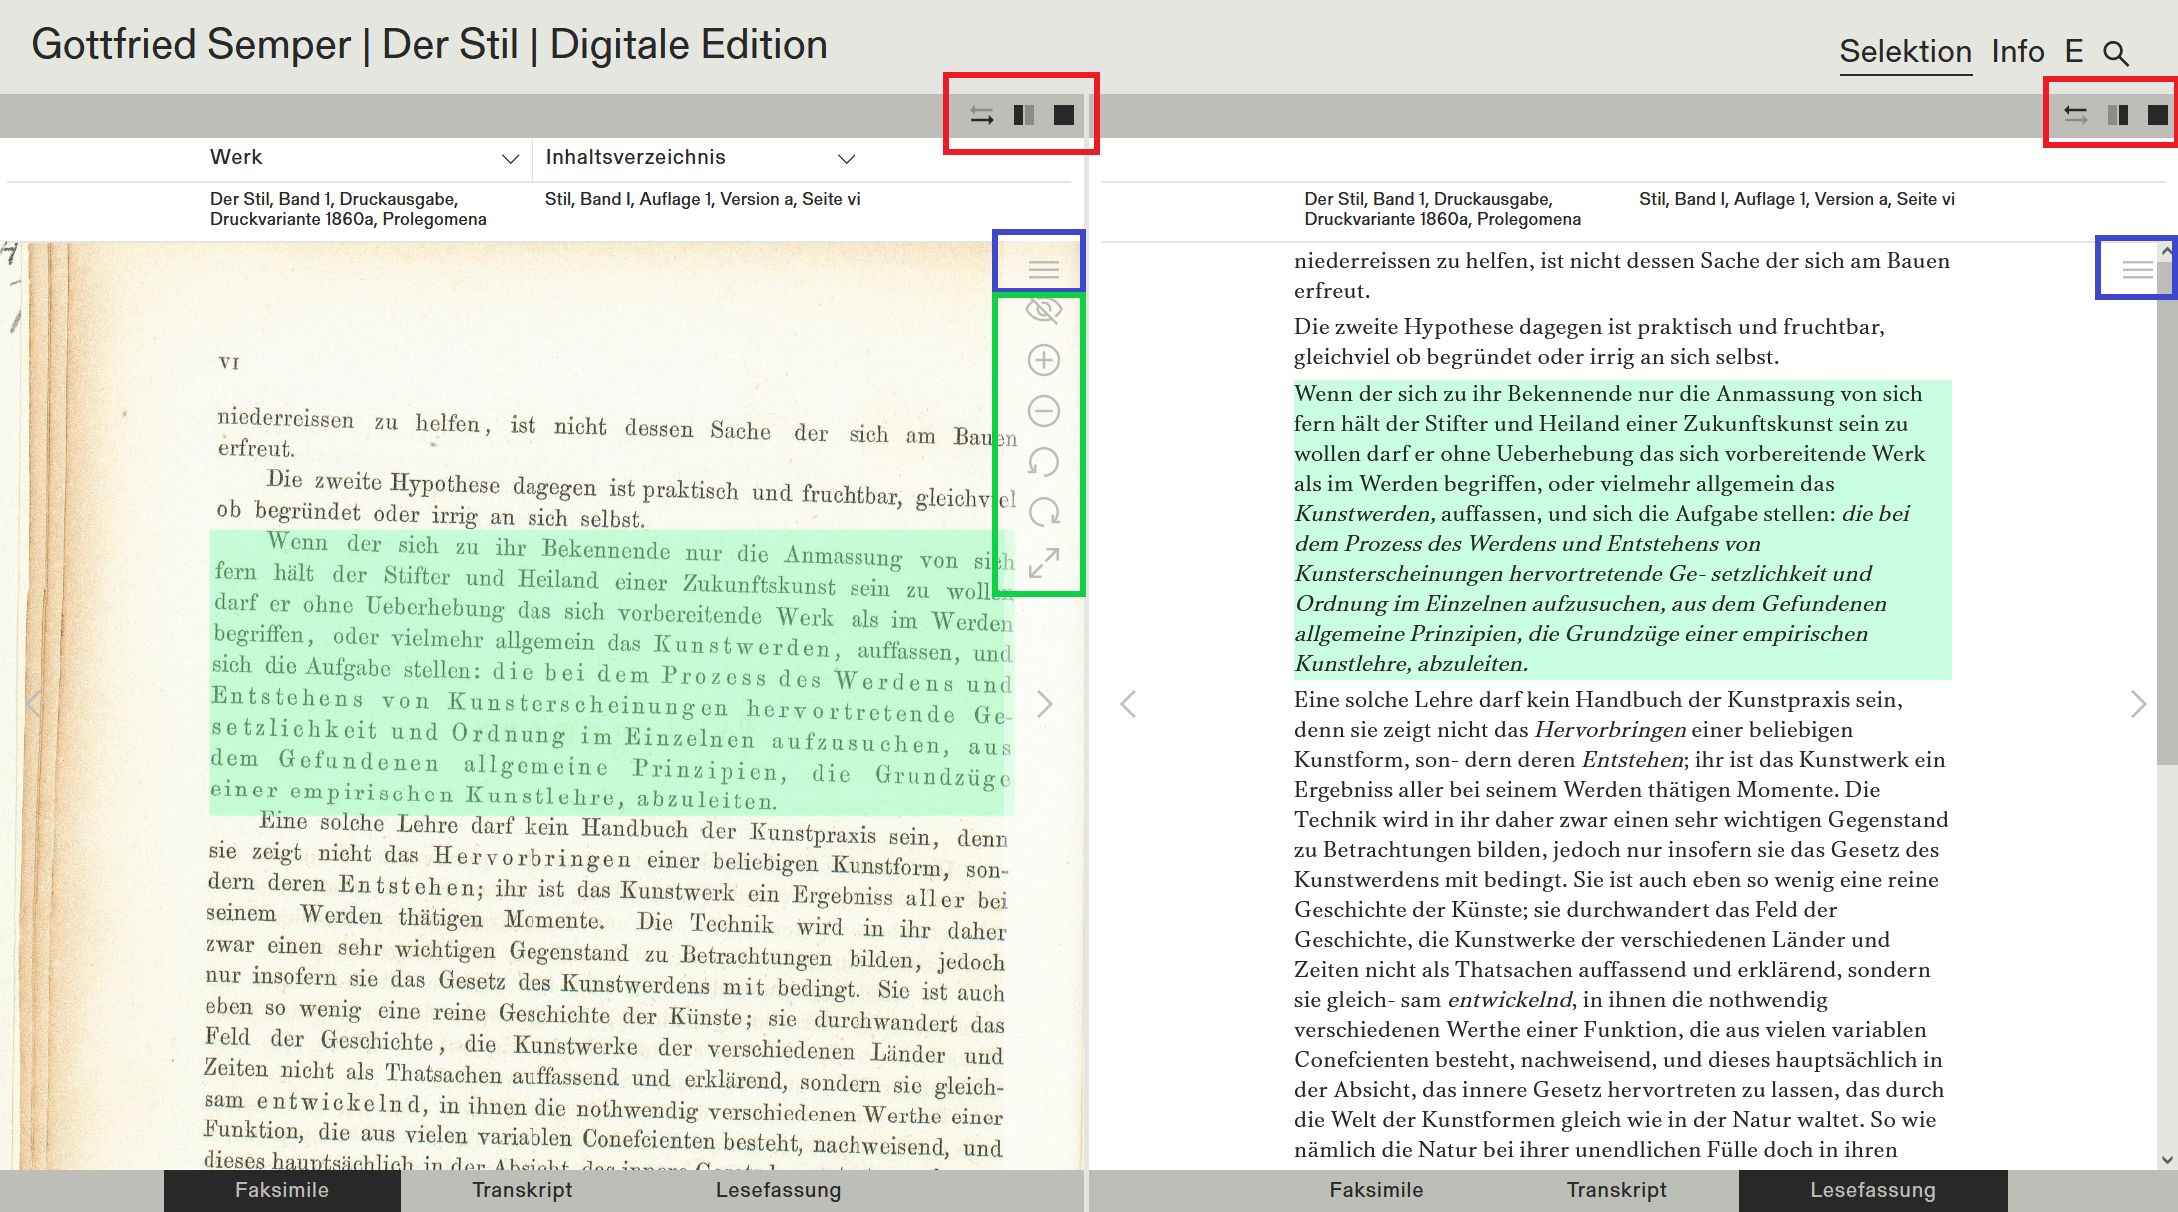 Gottfried Semper | Der Stil | Digitale Edition
Selektion Info E
Werk
Inhaltsverzeichnis
Der Stil, Band 1, Druckausgabe,
Druckvariante 1860a, Prolegomena
Stil, Band I, Auflage 1, Version a, Seite vi
VI
niederreissen zu helfen, ist nicht dessen Sache der sich am Bauen
erfreut.
Die zweite Hypothese dagegen ist praktisch und fruchtbar, gleichviel
ob begründet oder irrig an sich selbst.
Wenn der sich zu ihr Bekennende nur die Anmassung von sich
fern hält der Stifter und Heiland einer Zukunftskunst sein zu wollen
darf er ohne Ueberhebung das sich vorbereitende Werk als im Werden
begriffen, oder vielmehr allgemein das Kunstwerden, auffassen, und
sich die Aufgabe stellen: die bei dem Prozess des Werdens und
Entstehens von Kunsterscheinungen hervortretende Ge-
setzlichkeit und Ordnung im Einzelnen aufzusuchen, aus
dem Gefundenen allgemeine Prinzipien, die Grundzüge
einer empirischen Kunstlehre, abzuleiten.
Eine solche Lehre darf kein Handbuch der Kunstpraxis sein, denn
sie zeigt nicht das Hervorbringen einer beliebigen Kunstform, son-
dern deren Entstehen; ihr ist das Kunstwerk ein Ergebniss aller bei
seinem Werden thätigen Momente. Die Technik wird in ihr daher
zwar einen sehr wichtigen Gegenstand zu Betrachtungen bilden, jedoch
nur insofern sie das Gesetz des Kunstwerdens mit bedingt. Sie ist auch
eben so wenig eine reine Geschichte der Künste; sie durchwandert das
Feld der Geschichte, die Kunstwerke der verschiedenen Länder und
Zeiten nicht als Thatsachen auffassend und erklärend, sondern sie gleich-
sam entwickelnd, in ihnen die nothwendig verschiedenen Werthe einer
Funktion, die aus vielen variablen Conefcienten besteht, nachweisend, und
dieses hauptsächlich in der Absicht, das innere Gesetz
Faksimile Transkript Lesefassung
Der Stil, Band 1, Druckausgabe,
Druckvariante 1860a, Prolegomena
Stil, Band I, Auflage 1, Version a, Seite vi
niederreissen zu helfen, ist nicht dessen Sache der sich am Bauen
erfreut.
Die zweite Hypothese dagegen ist praktisch und fruchtbar,
gleichviel ob begründet oder irrig an sich selbst.
Wenn der sich zu ihr Bekennende nur die Anmassung von sich
fern hält der Stifter und Heiland einer Zukunftskunst sein zu
wollen darf er ohne Ueberhebung das sich vorbereitende Werk
als im Werden begriffen, oder vielmehr allgemein das
Kunstwerden, auffassen, und sich die Aufgabe stellen: die bei
dem Prozess des Werdens und Entstehens von
Kunsterscheinungen hervortretende Ge- setzlichkeit und
Ordnung im Einzelnen aufzusuchen, aus dem Gefundenen
allgemeine Prinzipien, die Grundzüge einer empirischen
Kunstlehre, abzuleiten.
Eine solche Lehre darf kein Handbuch der Kunstpraxis sein,
denn sie zeigt nicht das Hervorbringen einer beliebigen
Kunstform, son- dern deren Entstehen; ihr ist das Kunstwerk ein
Ergebniss aller bei seinem Werden thätigen Momente. Die
Technik wird in ihr daher zwar einen sehr wichtigen Gegenstand
zu Betrachtungen bilden, jedoch nur insofern sie das Gesetz des
Kunstwerdens mit bedingt. Sie ist auch eben so wenig eine reine
Geschichte der Künste; sie durchwandert das Feld der
Geschichte, die Kunstwerke der verschiedenen Länder und
Zeiten nicht als Thatsachen auffassend und erklärend, sondern
sie gleich- sam entwickelnd, in ihnen die nothwendig
verschiedenen Werthe einer Funktion, die aus vielen variablen
Conefcienten besteht, nachweisend, und dieses hauptsächlich in
der Absicht, das innere Gesetz hervortreten zu lassen, das durch
die Welt der Kunstformen gleich wie in der Natur waltet. So wie
nämlich die Natur bei ihrer unendlichen Fülle doch in ihren
Faksimile Transkript Lesefassung